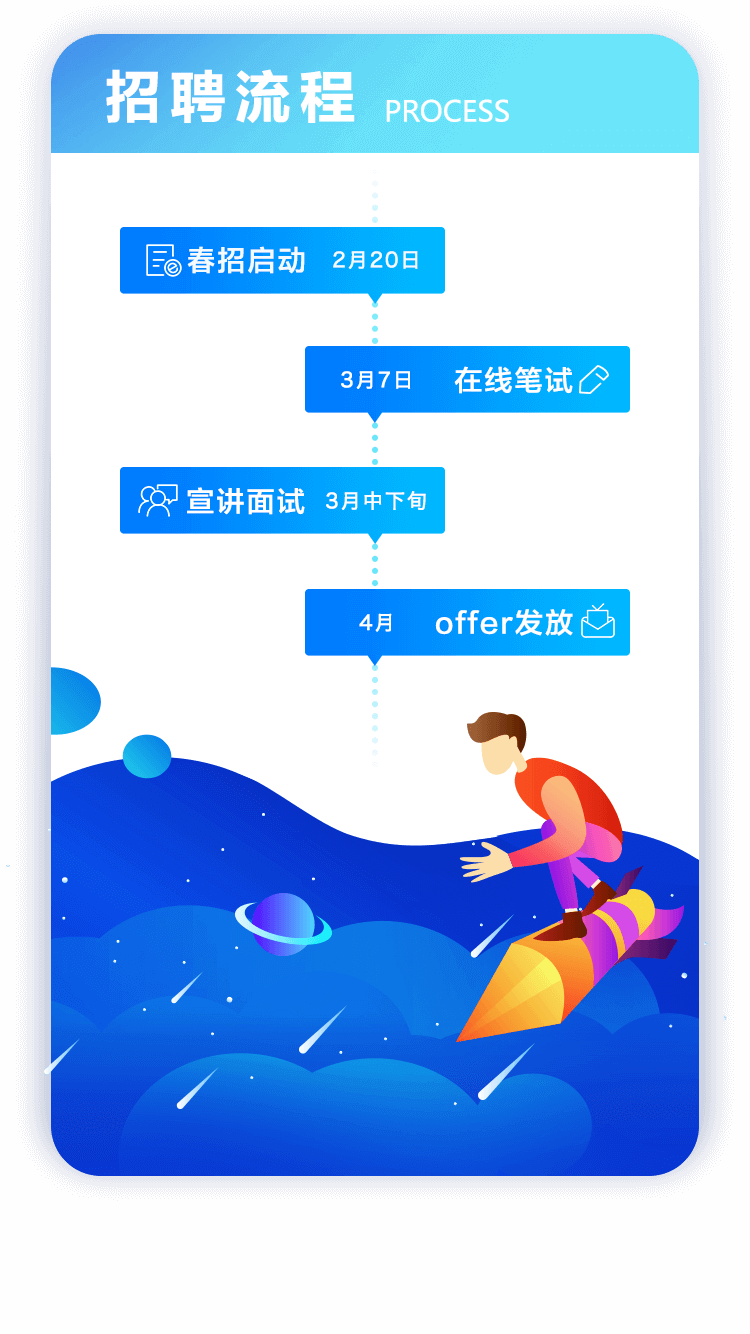 招聘流程 PROCESS
春招启动 2月20日
3月7日 在线笔试
宣讲面试 3月中下旬
4月 offer发放